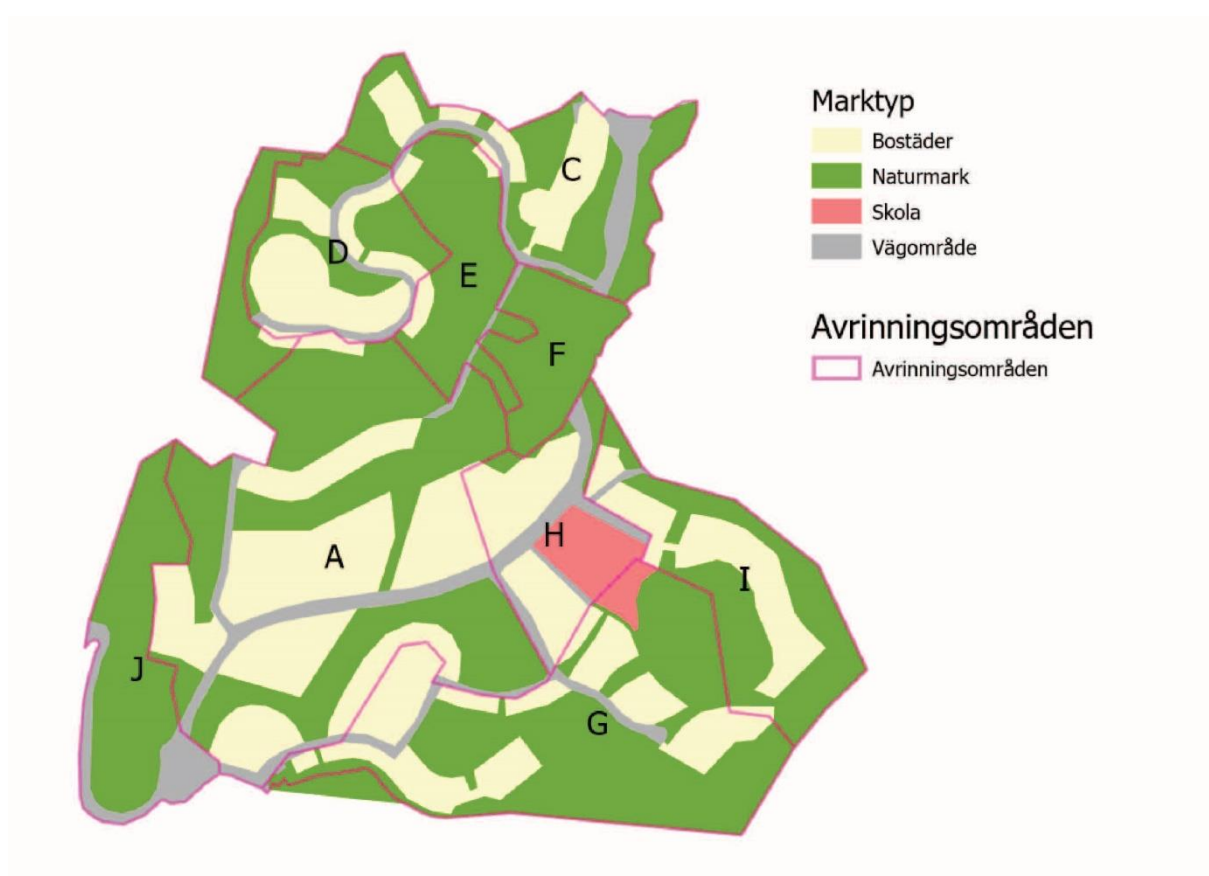 Marktyp
Bostäder
Naturmark
Skola
Vägområde
Avrinningsområden
Avrinningsområden
C
D
E
F
H
A
I
J
G